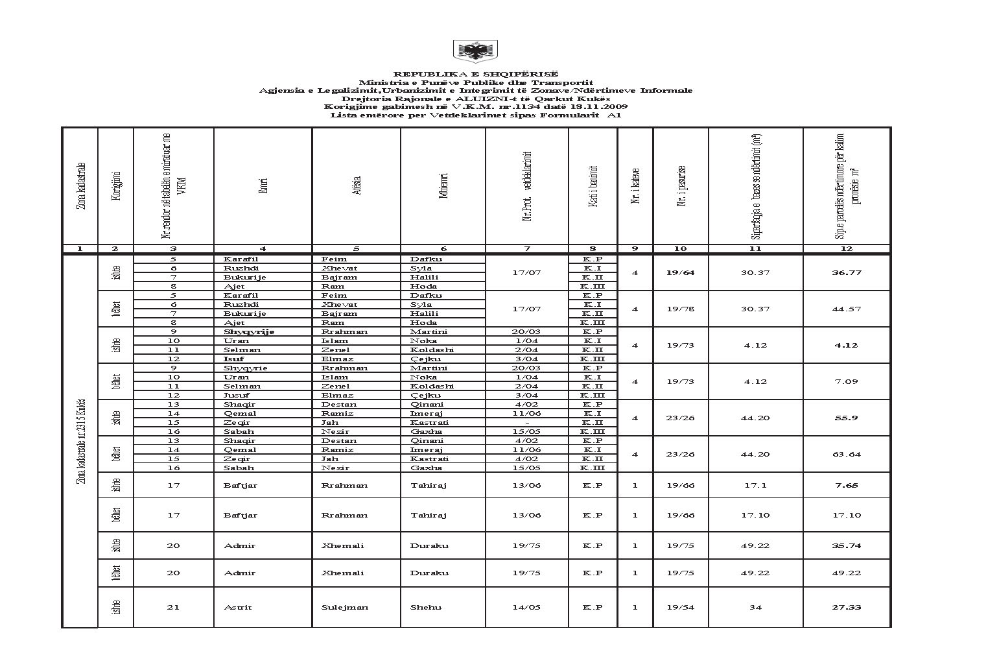 REPUBLIKA E SHQIPËRISË
Ministria e Punëve Publike dhe Transportit
Agjensia e Legalizimit,Urbanizimit e Integrimit të Zonave/Ndërtimeve Informale
Drejtoria Rajonale e ALUIZNI-t të Qarkut Kukës
Korigjime gabimesh në V.K.M. nr.1134 datë 18.11.2009
Lista emërore per Vetdeklarimet sipas Formularit A1
Zona kadastrale
Korigjimi
Nr.rendor në tabelën e miratuar me VKM
Emri
Atësia
Mbiemri
Nr.Prot. vetdeklarimit
Kati i banimit
Nr. i kateve
Nr. i pasurise
Siperfaqja e bazes se ndërtimit (m²)
Sip.e parcelës ndërtimore për kalim pronësie m²
1 2 3 4 5 6 7 8 9 10 11 12
Zona kadastrale nr.2315 Kukës
ishte 17/07 4 19/64 30.37 36.77
5 Karafil Feim Dafku K.P
6 Ruzhdi Xhevat Syla K.I
7 Bukurije Bajram Halili K.II
8 Ajet Ram Hoda K.III
bëhet 17/07 4 19/78 30.37 44.57
5 Karafil Feim Dafku K.P
6 Ruzhdi Xhevat Syla K.I
7 Bukurije Bajram Halili K.II
8 Ajet Ram Hoda K.III
ishte 4 19/73 4.12 4.12
9 Shyqyrije Rrahman Martini 20/03 K.P
10 Uran Islam Noka 1/04 K.I
11 Selman Zenel Koldashi 2/04 K.II
12 Isuf Elmaz Çejku 3/04 K.III
bëhet 4 19/73 4.12 7.09
9 Shyqyrie Rrahman Martini 20/03 K.P
10 Uran Islam Noka 1/04 K.I
11 Selman Zenel Koldashi 2/04 K.II
12 Jusuf Elmaz Çejku 3/04 K.III
ishte 4 23/26 44.20 55.9
13 Shaqir Destan Qinani 4/02 K.P
14 Qemal Ramiz Imeraj 11/06 K.I
15 Zeqir Jah Kastrati - K.II
16 Sabah Nezir Gaxha 15/05 K.III
bëhet 4 23/26 44.20 63.64
13 Shaqir Destan Qinani 4/02 K.P
14 Qemal Ramiz Imeraj 11/06 K.I
15 Zeqir Jah Kastrati 4/02 K.II
16 Sabah Nezir Gaxha 15/05 K.III
ishte 17 Baftjar Rrahman Tahiraj 13/06 K.P 1 19/66 17.1 7.65
bëhet 17 Baftjar Rrahman Tahiraj 13/06 K.P 1 19/66 17.10 17.10
ishte 20 Admir Xhemali Duraku 19/75 K.P 1 19/75 49.22 35.74
bëhet 20 Admir Xhemali Duraku 19/75 K.P 1 19/75 49.22 49.22
ishte 21 Astrit Sulejman Shehu 14/05 K.P 1 19/54 34 27.33